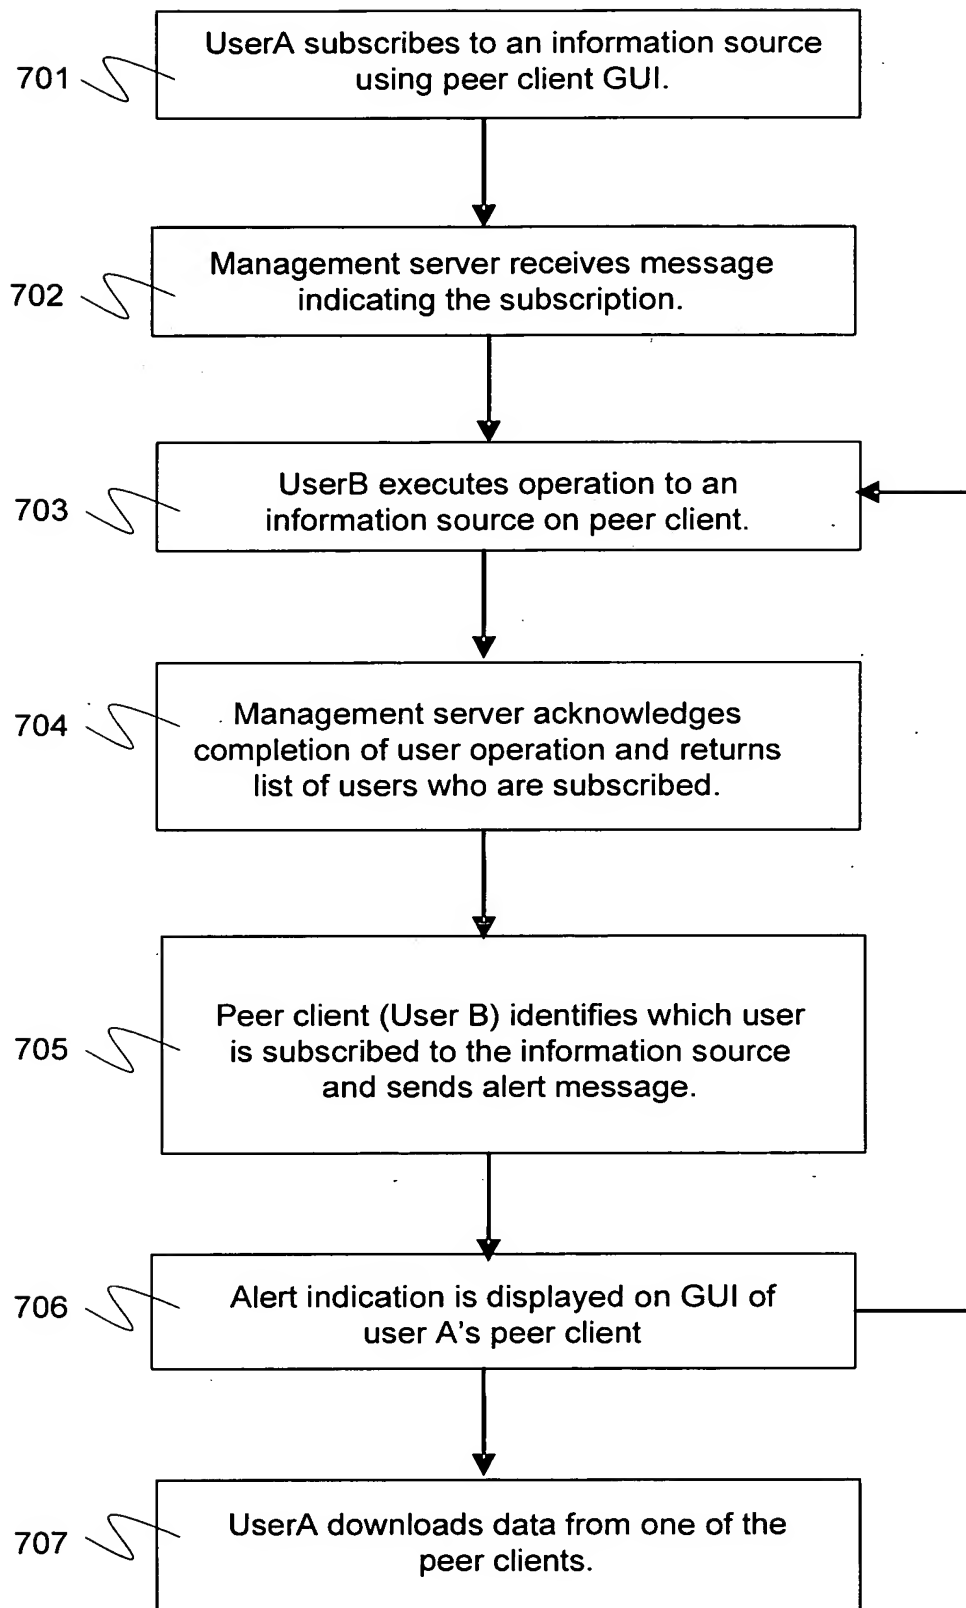 701
UserA subscribes to an information source
using peer client GUI.
702
Management server receives message
indicating the subscription.
703
UserB executes operation to an
information source on peer client.
704
Management server acknowledges
completion of user operation and returns
list of users who are subscribed.
705
Peer client (User B) identifies which user
is subscribed to the information source
and sends alert message.
706
Alert indication is displayed on GUI of
user A's peer client
707
UserA downloads data from one of the
peer clients.